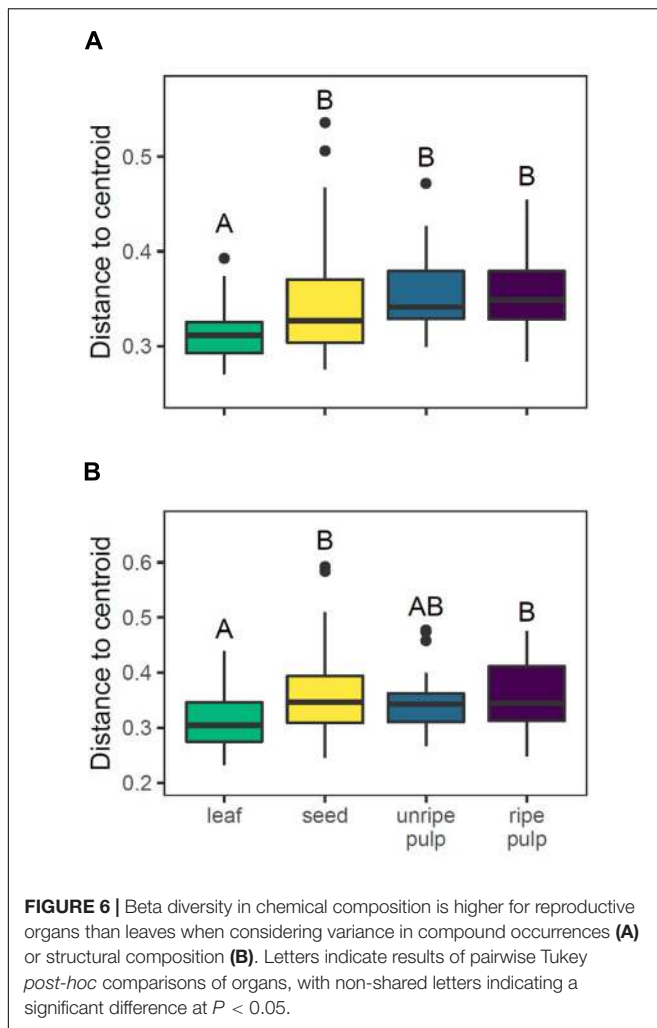 A
B
B
B
A
0.5
0.4
0.3
Distance to centroid
B
B
AB
B
A
0.6
0.5
0.4
0.3
0.2
Distance to centroid
leaf seed unripe pulp ripe pulp
FIGURE 6 | Beta diversity in chemical composition is higher for reproductive
organs than leaves when considering variance in compound occurrences (A)
or structural composition (B). Letters indicate results of pairwise Tukey
post-hoc comparisons of organs, with non-shared letters indicating a
significant difference at P < 0.05.